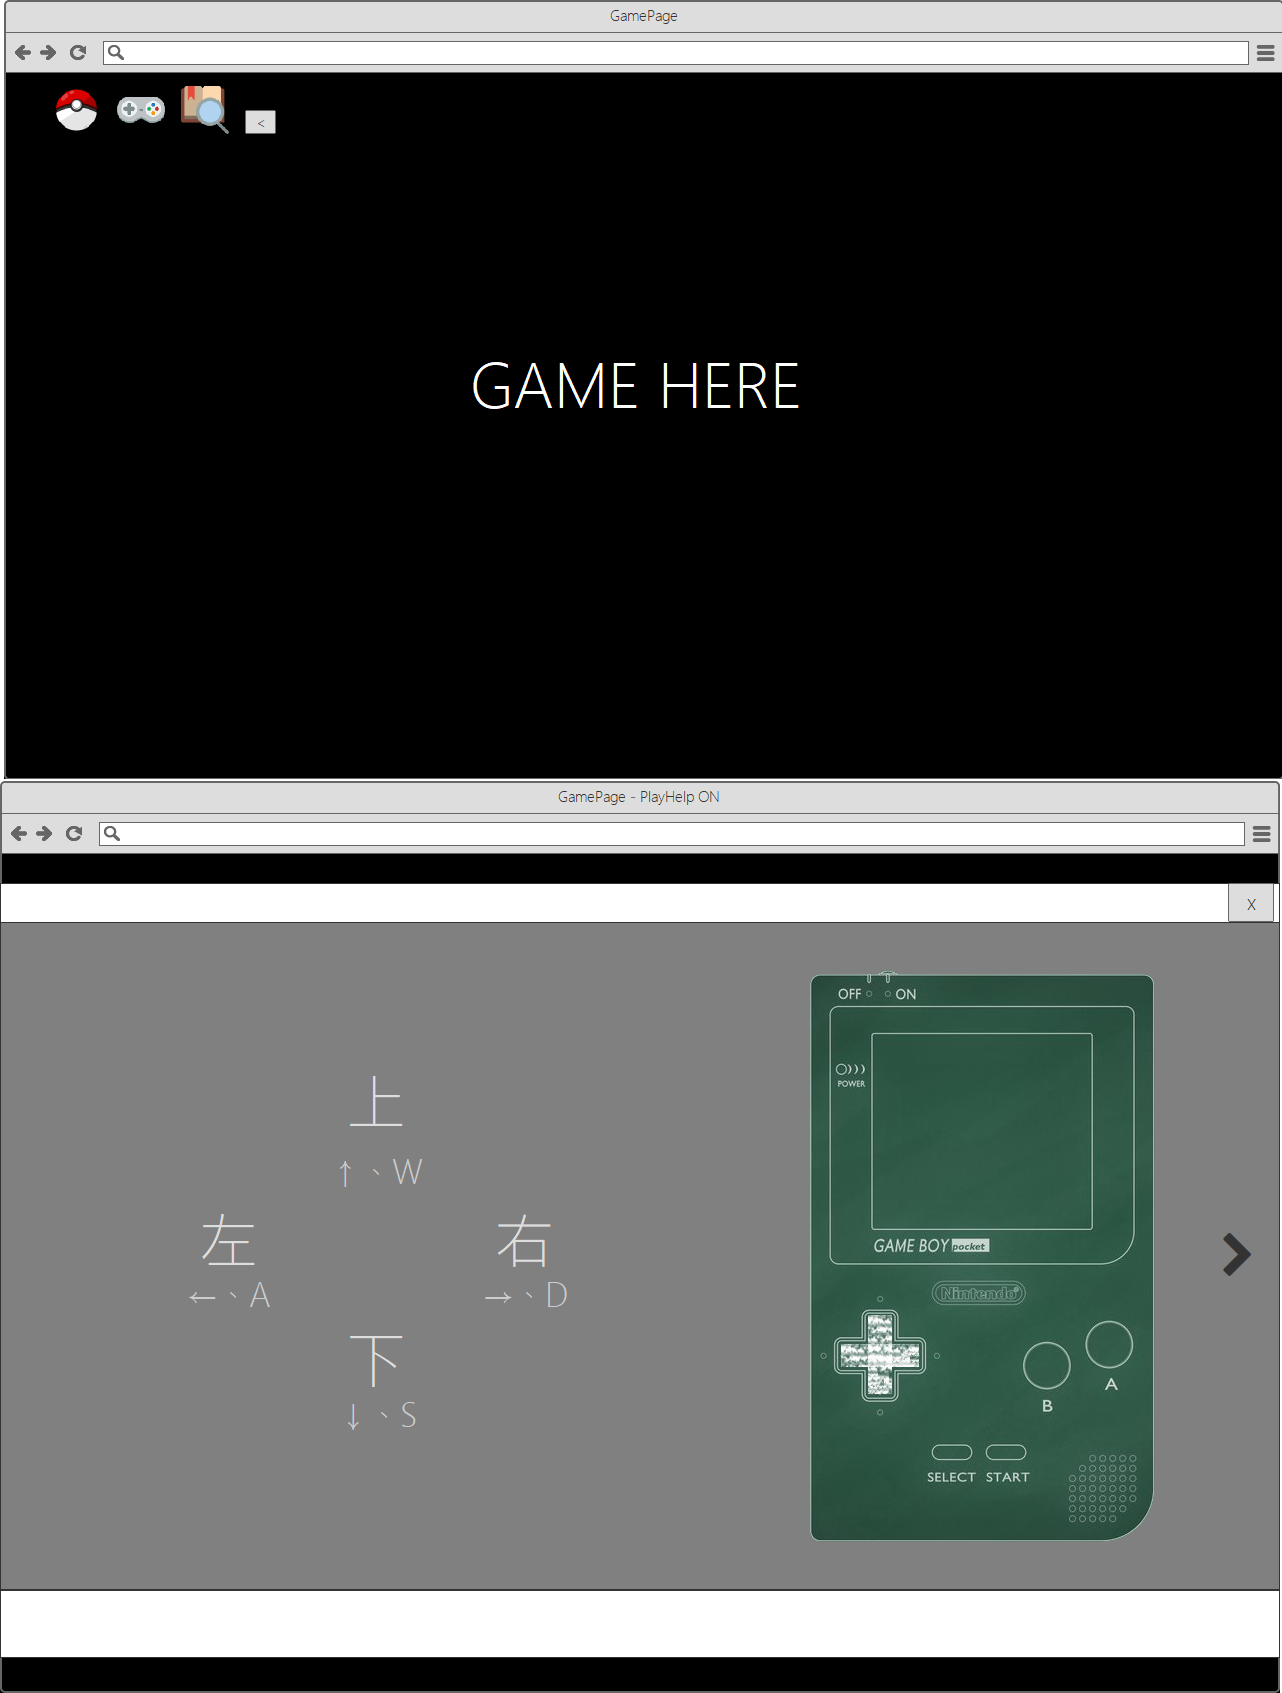 GamePage
<
GAME HERE
GamePage - PlayHelp ON
X
OFF ON
POWER
上
↑、W
左 右
←、A →、D
下
↓、S
GAME BOY pocket
Nintendo®
A
B
SELECT START